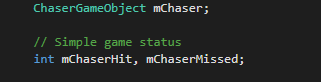 ChaserGameObject mChaser;
// Simple game status
int mChaserHit, mChaserMissed;